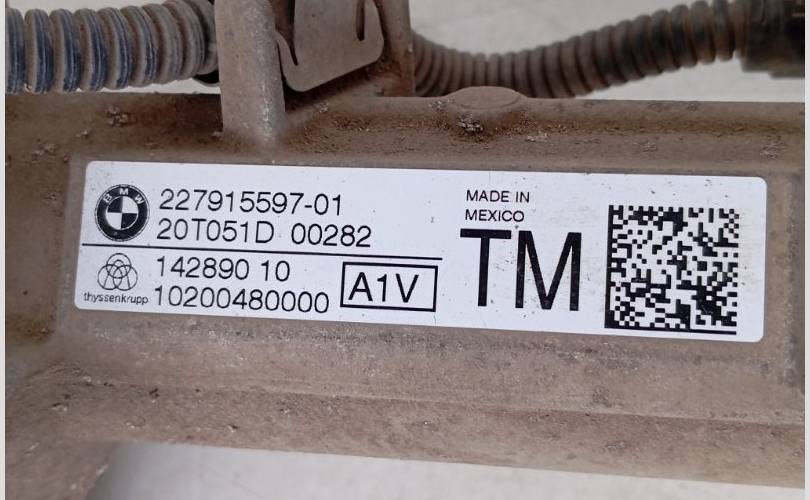 BMW
227915597-01
20T051D 00282
thyssenkrupp
142890 10
10200480000
A1V
MADE IN
MEXICO
TM